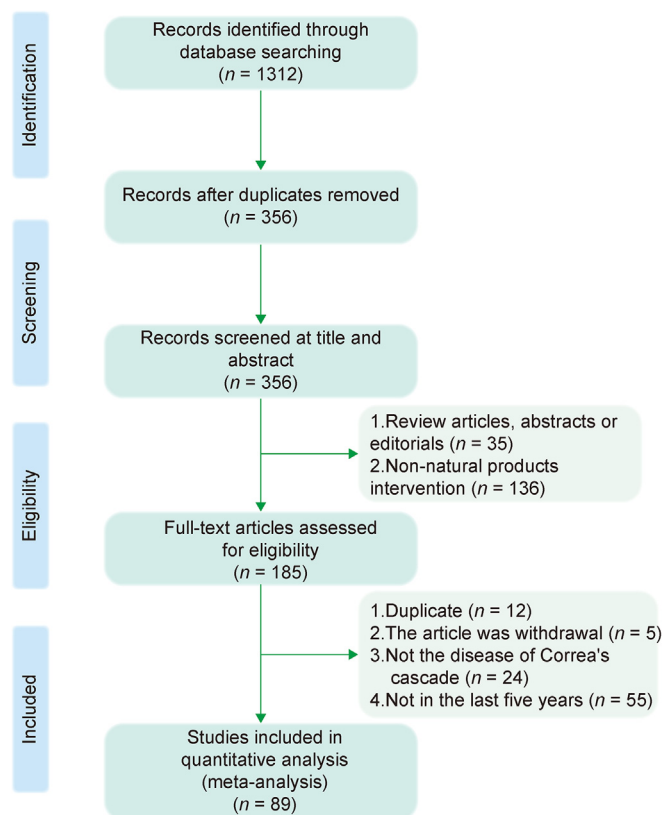 Identification
Records identified through
database searching
(n = 1312)
Records after duplicates removed
(n = 356)
Screening
Records screened at title and
abstract
(n = 356)
1.Review articles, abstracts or
editorials (n = 35)
2.Non-natural products
intervention (n = 136)
Eligibility
Full-text articles assessed
for eligibility
(n = 185)
1.Duplicate (n = 12)
2.The article was withdrawal (n = 5)
3.Not the disease of Correa's
cascade (n = 24)
4.Not in the last five years (n = 55)
Included
Studies included in
quantitative analysis
(meta-analysis)
(n = 89)